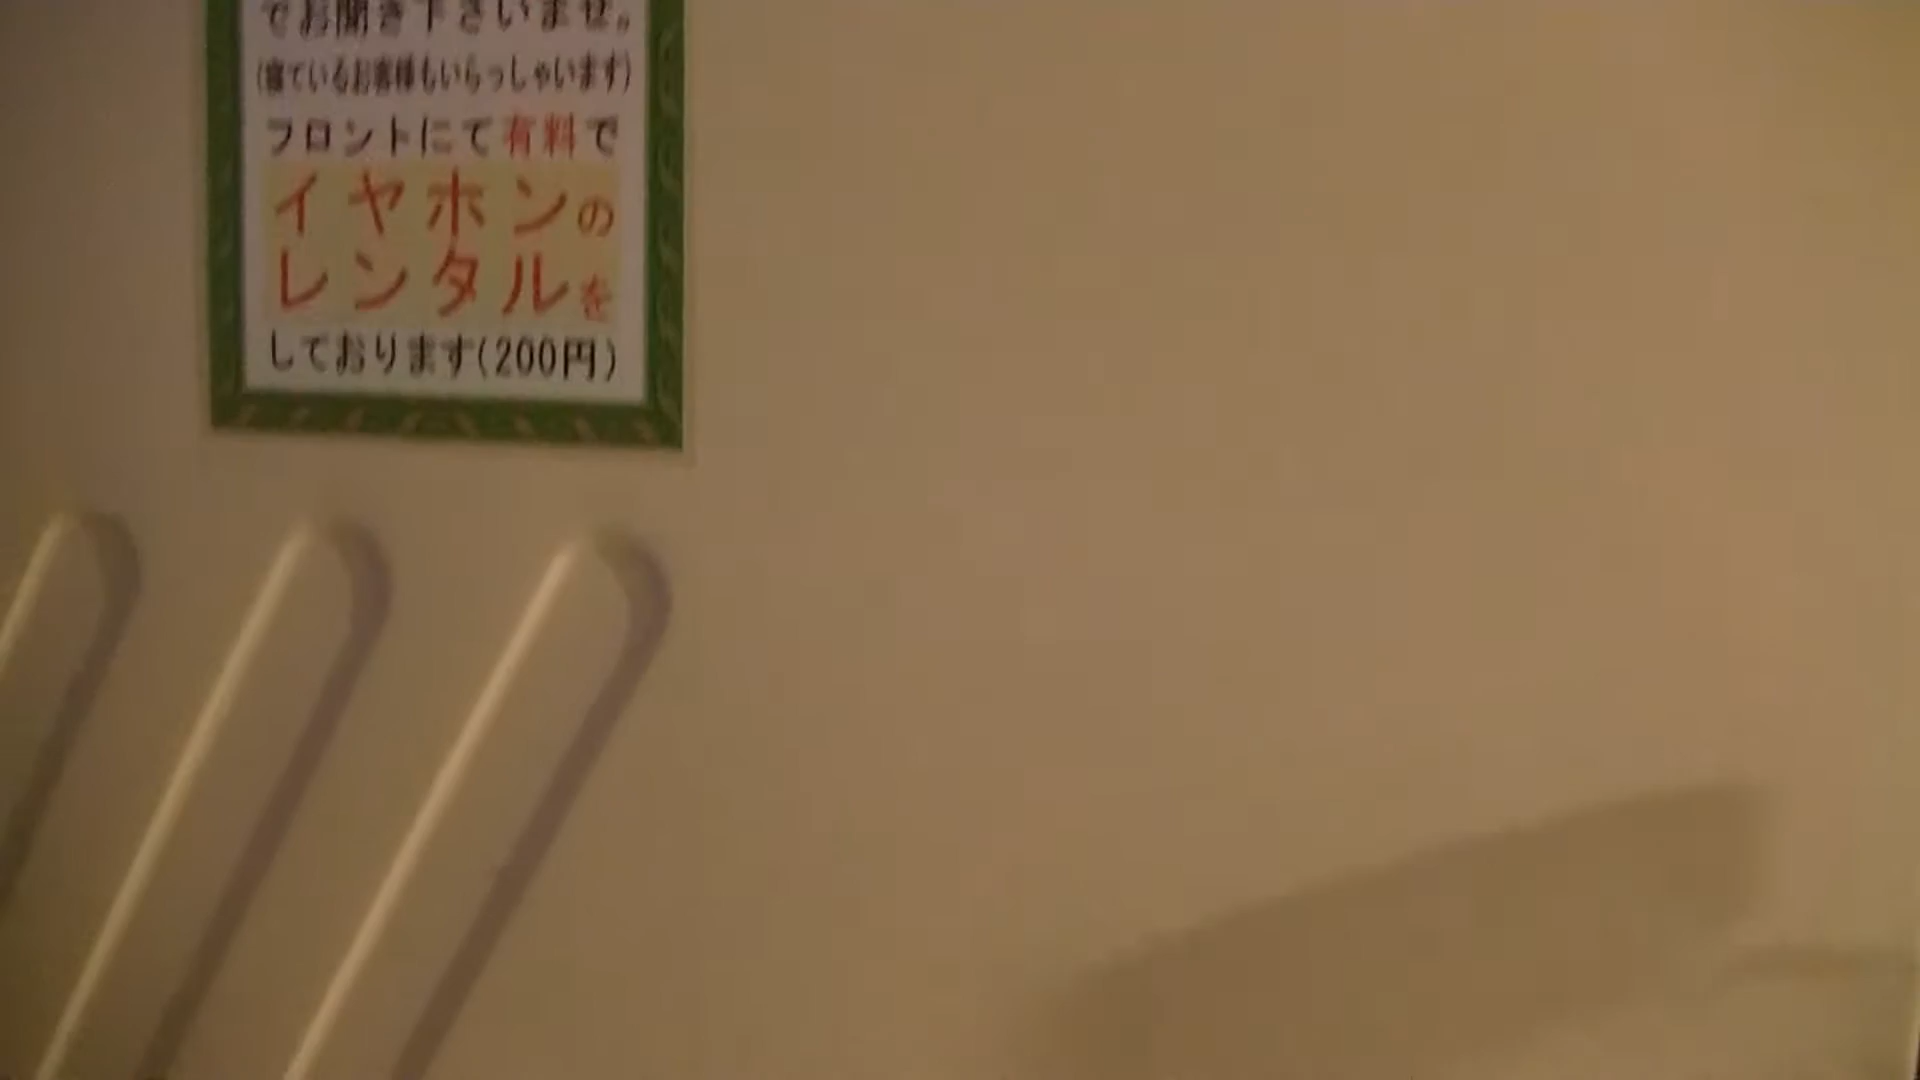 でお聞き下さいませ。
(寝ているお客様もいらっしゃいます)
フロントにて有料で
イヤホンの
レンタルを
しております(200円)